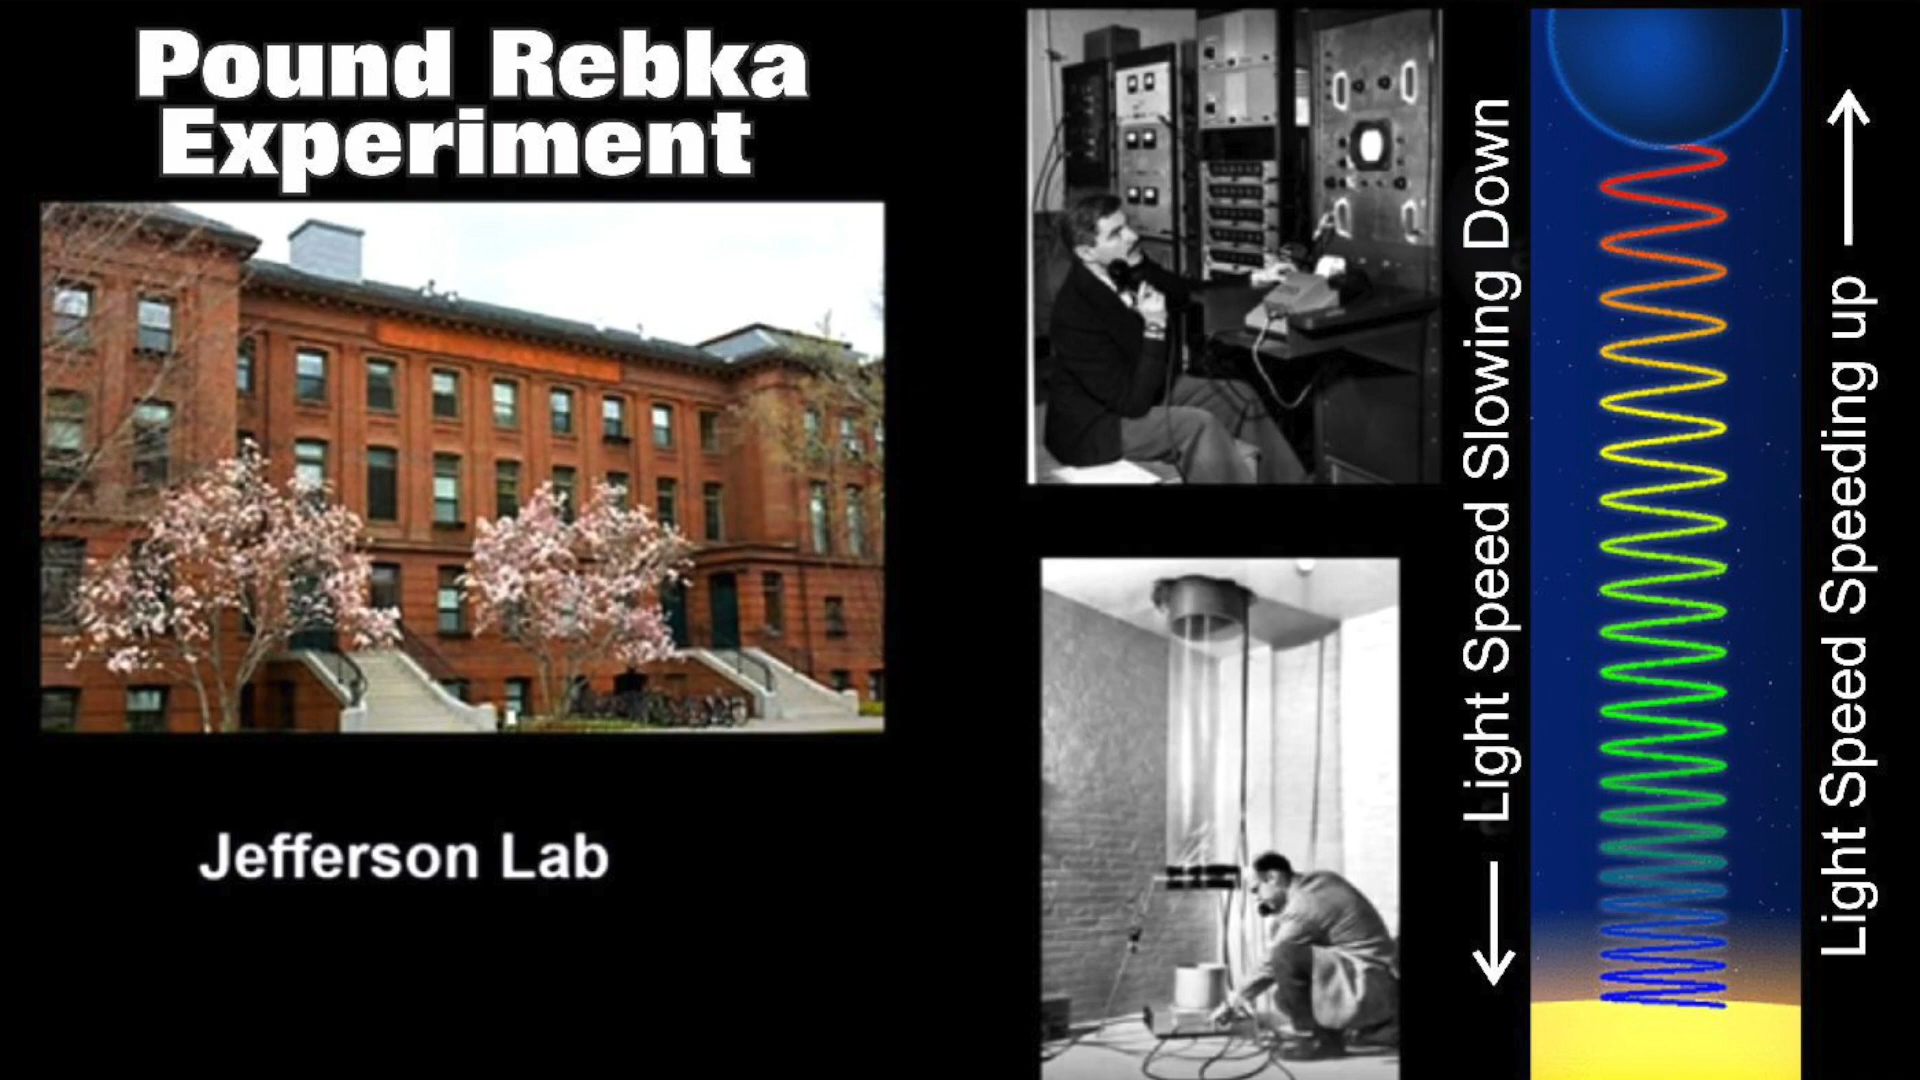 Pound Rebka
Experiment
Jefferson Lab
Light Speed Slowing Down
Light Speed Speeding up